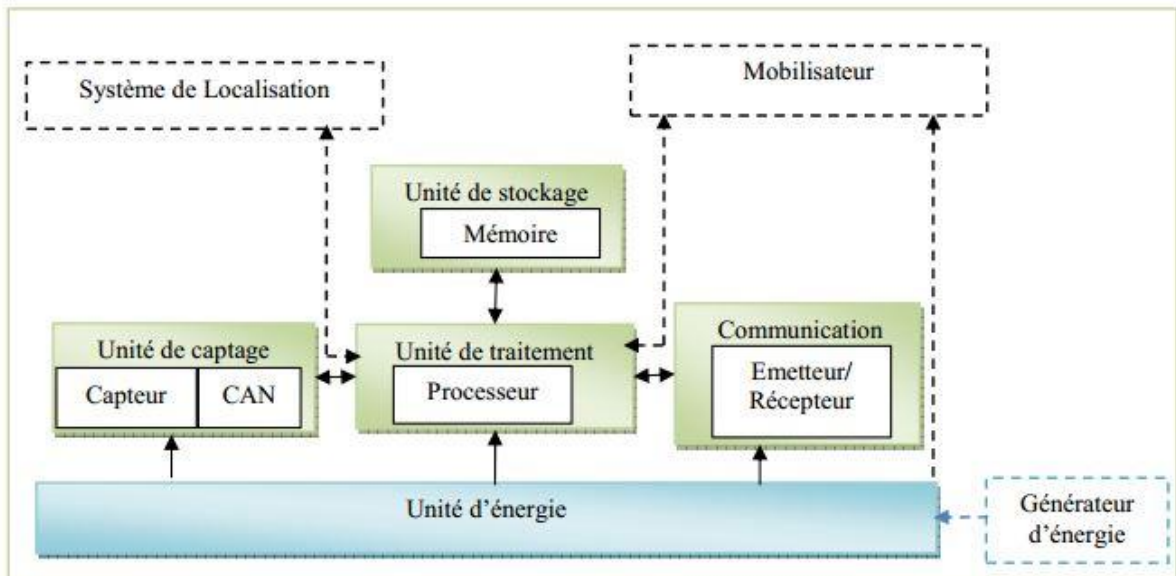 Système de Localisation
Mobilisateur
Unité de stockage
Mémoire
Unité de captage
Capteur
CAN
Unité de traitement
Processeur
Communication
Emetteur/
Récepteur
Unité d'énergie
Générateur
d'énergie